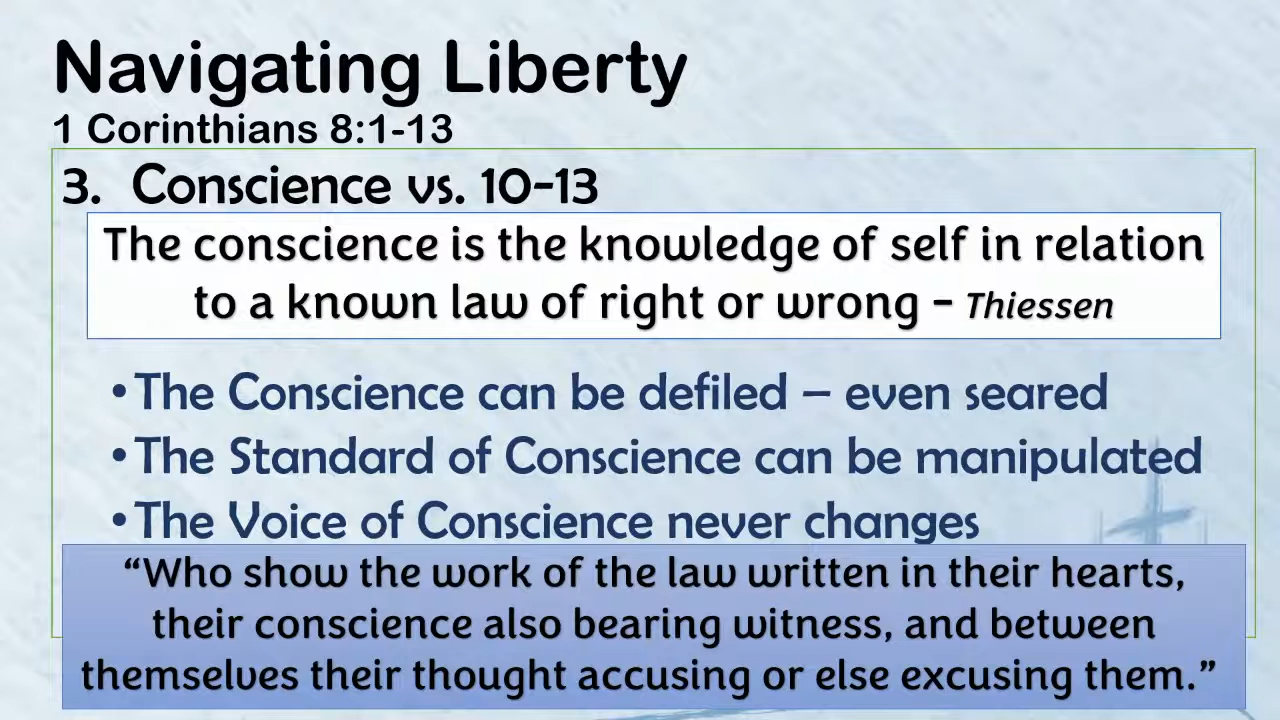 Navigating Liberty
1 Corinthians 8:1-13
3. Conscience vs. 10-13
The conscience is the knowledge of self in relation
to a known law of right or wrong – Thiessen
•The Conscience can be defiled – even seared
•The Standard of Conscience can be manipulated
•The Voice of Conscience never changes
“Who show the work of the law written in their hearts,
their conscience also bearing witness, and between
themselves their thought accusing or else excusing them.”